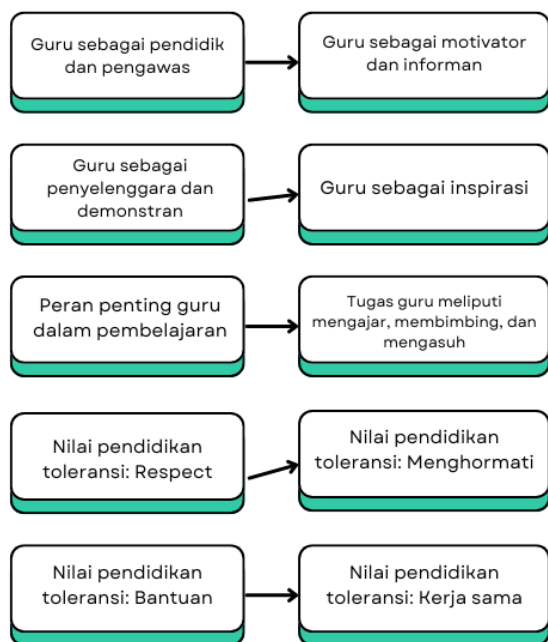 Guru sebagai pendidik
dan pengawas
Guru sebagai motivator
dan informan
Guru sebagai
penyelenggara dan
demonstran
Guru sebagai inspirasi
Peran penting guru
dalam pembelajaran
Tugas guru meliputi
mengajar, membimbing, dan
mengasuh
Nilai pendidikan
toleransi: Respect
Nilai pendidikan
toleransi: Menghormati
Nilai pendidikan
toleransi: Bantuan
Nilai pendidikan
toleransi: Kerja sama